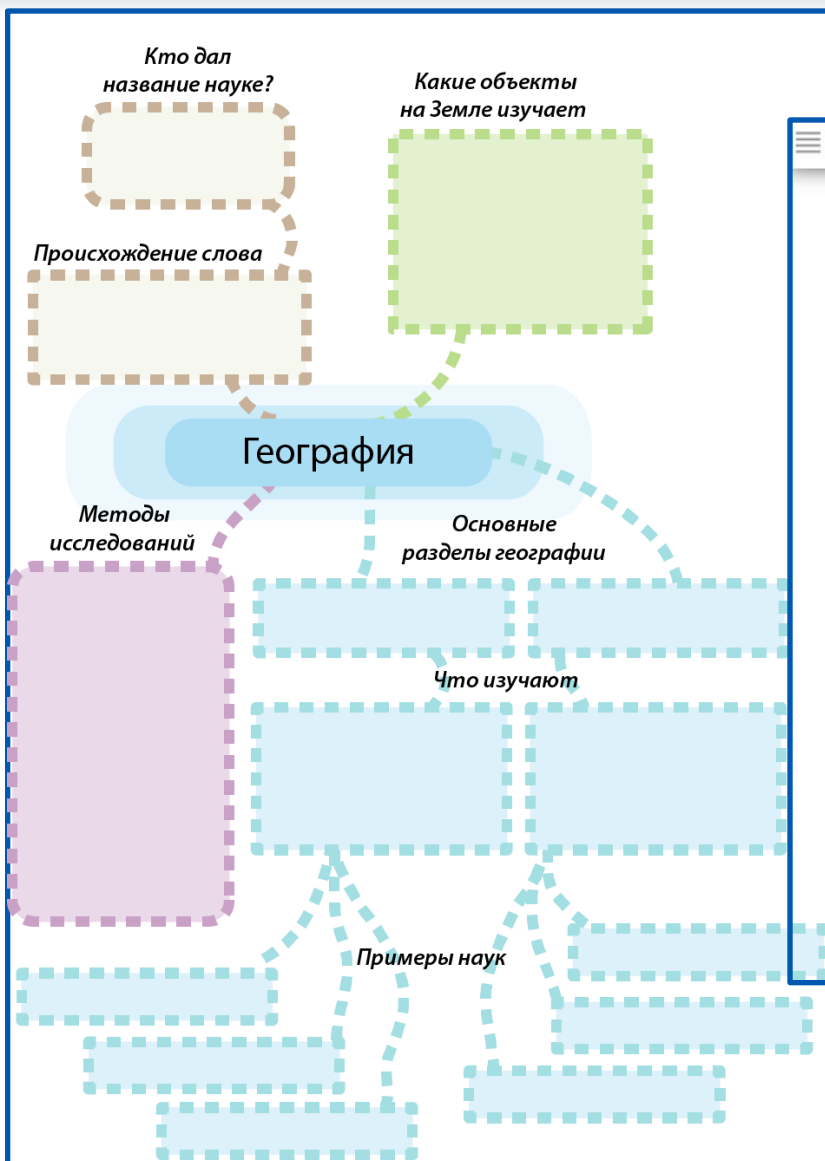 Кто дал
название науке?
Какие объекты
на Земле изучает
Происхождение слова
География
Методы
исследований
Основные
разделы географии
Что изучают
Примеры наук